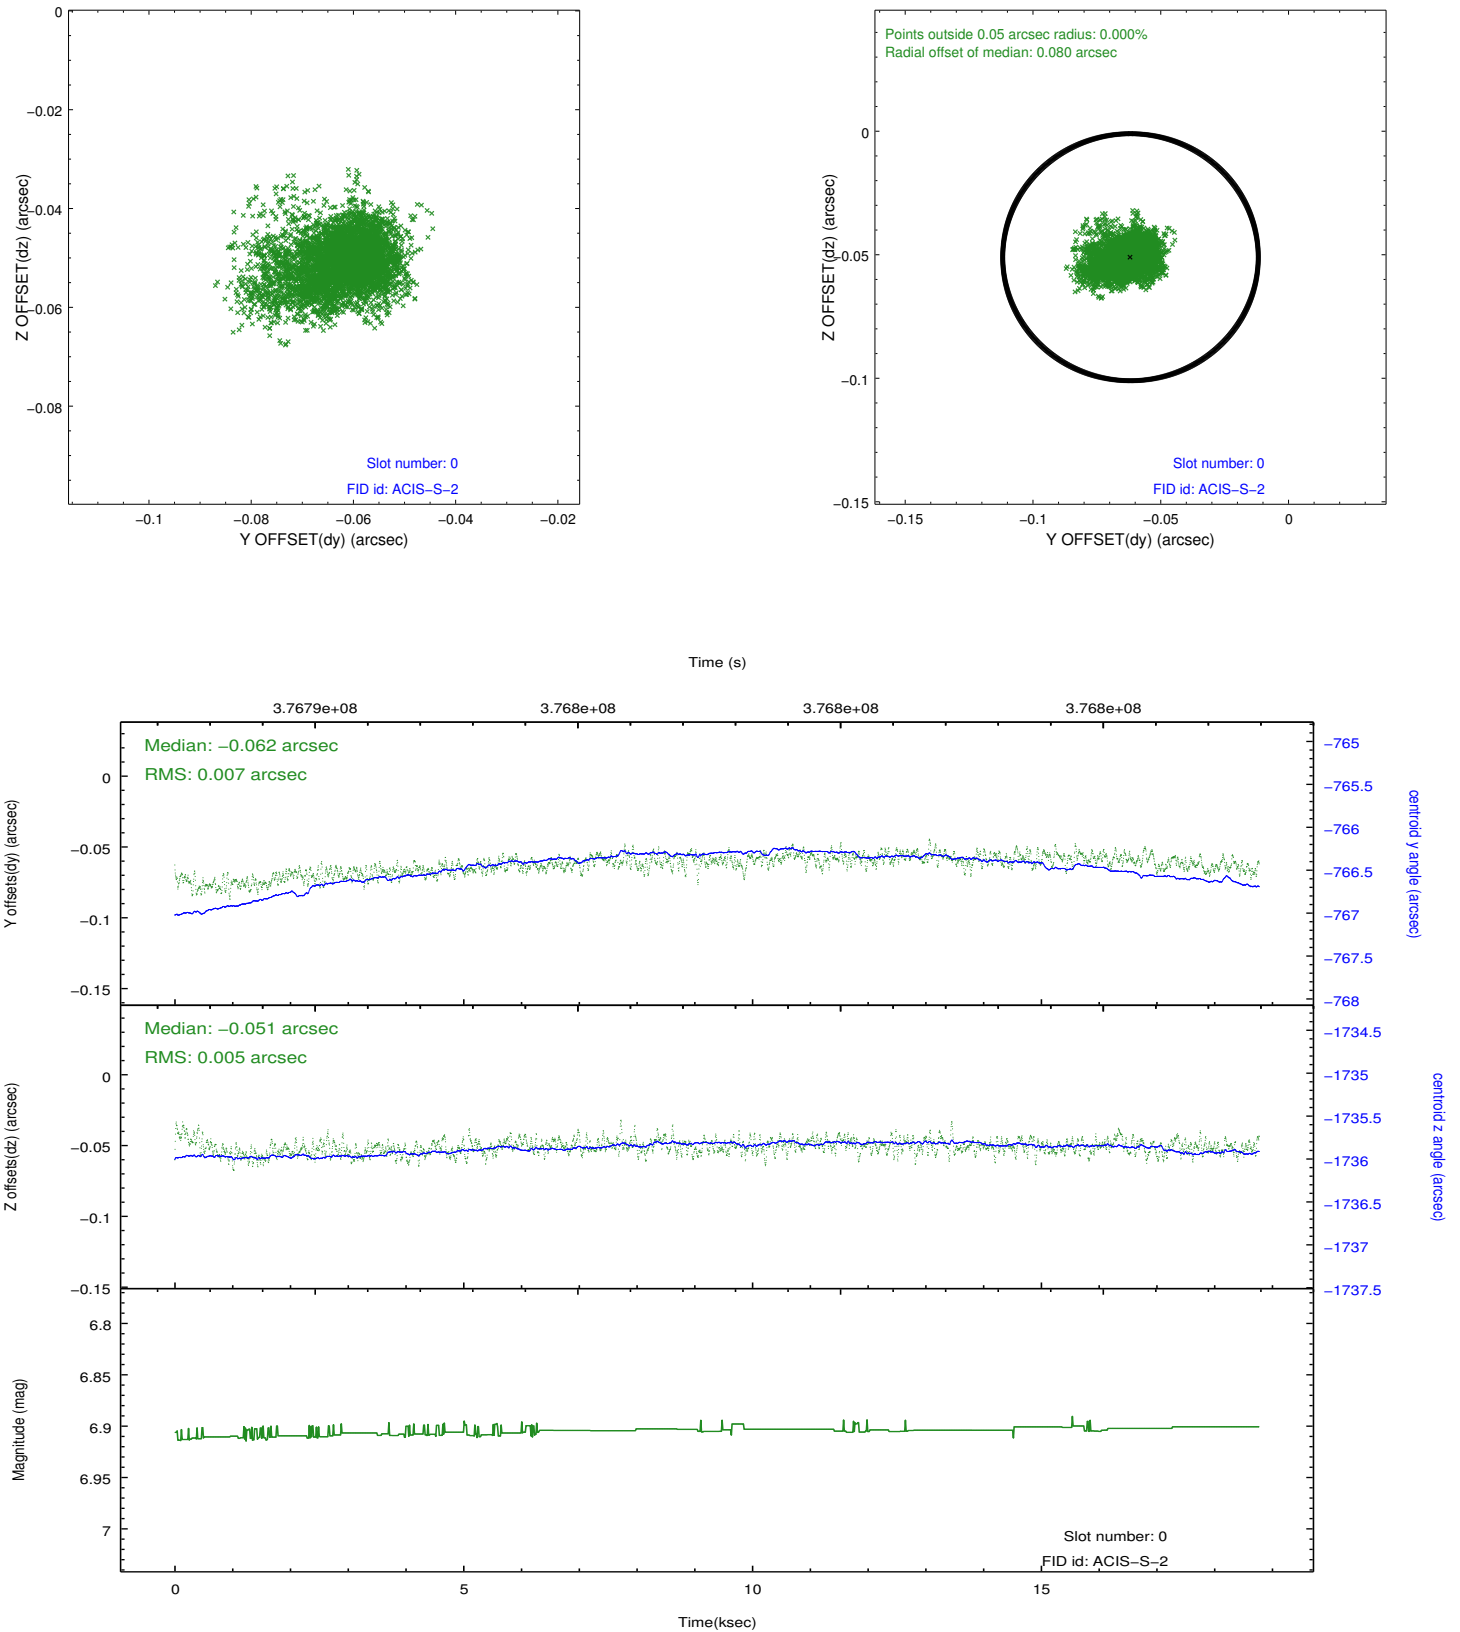 0
−0.02
−0.04
−0.06
−0.08
Z OFFSET(dz) (arcsec)
Slot number: 0
FID id: ACIS−S−2
−0.1
−0.08
−0.06
−0.04
−0.02
Y OFFSET(dy) (arcsec)
Points outside 0.05 arcsec radius: 0.000%
Radial offset of median: 0.080 arcsec
0
−0.05
−0.1
−0.15
Z OFFSET(dz) (arcsec)
Slot number: 0
FID id: ACIS−S−2
−0.15
−0.1
−0.05
0
Y OFFSET(dy) (arcsec)
Time (s)
3.7679e+08
3.768e+08
3.768e+08
3.768e+08
Median: −0.062 arcsec
RMS: 0.007 arcsec
0
−0.05
−0.1
−0.15
Y offsets(dy) (arcsec)
−765
−765.5
−766
−766.5
−767
−767.5
−768
centroid y angle (arcsec)
Median: −0.051 arcsec
RMS: 0.005 arcsec
0
−0.05
−0.1
−0.15
Z offsets(dz) (arcsec)
−1734.5
−1735
−1735.5
−1736
−1736.5
−1737
−1737.5
centroid z angle (arcsec)
6.8
6.85
6.9
6.95
7
Magnitude (mag)
Slot number: 0
FID id: ACIS−S−2
0
5
10
15
Time(ksec)